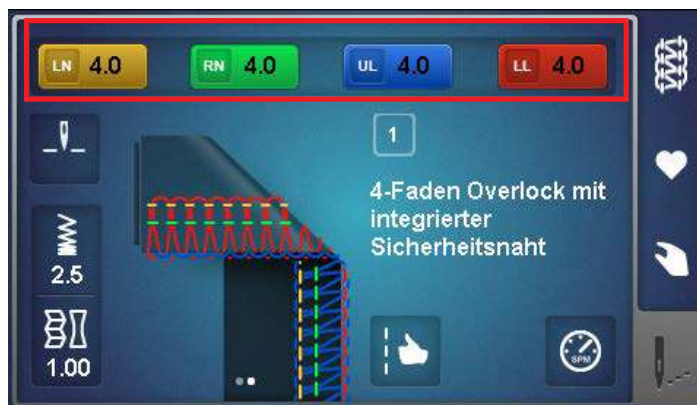 LN 4.0 RN 4.0 UL 4.0 LL 4.0
1
4-Faden Overlock mit
integrierter
Sicherheitsnaht
2.5
1.00
SPM